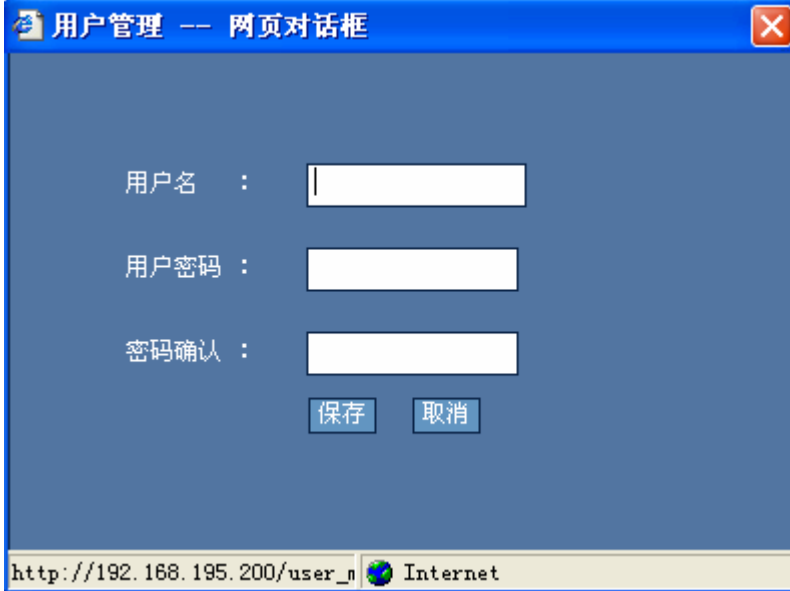 用户管理 -- 网页对话框
用户名 :
用户密码 :
密码确认 :
保存 取消
http://192.168.195.200/user_m Internet